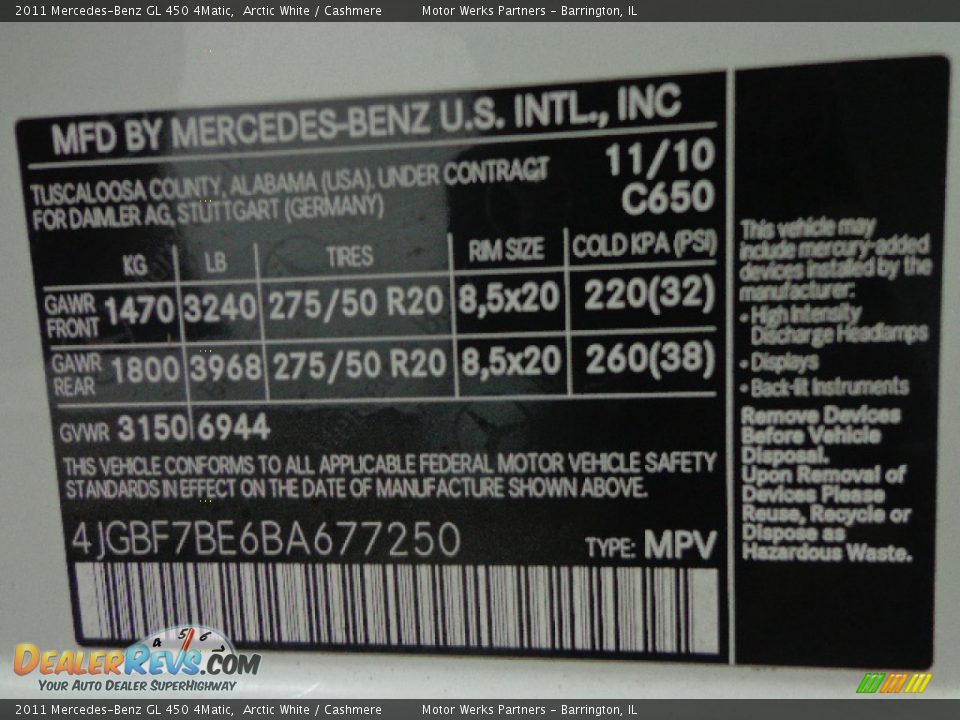 2011 Mercedes-Benz GL 450 4Matic, Arctic White / Cashmere Motor Werks Partners - Barrington, IL
MFD BY MERCEDES-BENZ U.S. INTL., INC
TUSCALOOSA COUNTY, ALABAMA (USA), UNDER CONTRACT 11/10
FOR DAIMLER AG, STUTTGART (GERMANY) C650
KG LB TIRES RIM SIZE COLD KPA (PSI)
GAWR FRONT 1470 3240 275/50 R20 8,5x20 220(32)
GAWR REAR 1800 3968 275/50 R20 8,5x20 260(38)
GVWR 3150 6944
THIS VEHICLE CONFORMS TO ALL APPLICABLE FEDERAL MOTOR VEHICLE SAFETY
STANDARDS IN EFFECT ON THE DATE OF MANUFACTURE SHOWN ABOVE.
4JGBF7BE6BA677250 TYPE: MPV
This vehicle may
include mercury-added
devices installed by the
manufacturer:
• High Intensity
Discharge Headlamps
• Displays
• Back-lit Instruments
Remove Devices
Before Vehicle
Disposal.
Upon Removal of
Devices Please
Reuse, Recycle or
Dispose as
Hazardous Waste.
4 5 6
DEALERREVS.COM
YOUR AUTO DEALER SUPERHIGHWAY
2011 Mercedes-Benz GL 450 4Matic, Arctic White / Cashmere Motor Werks Partners - Barrington, IL